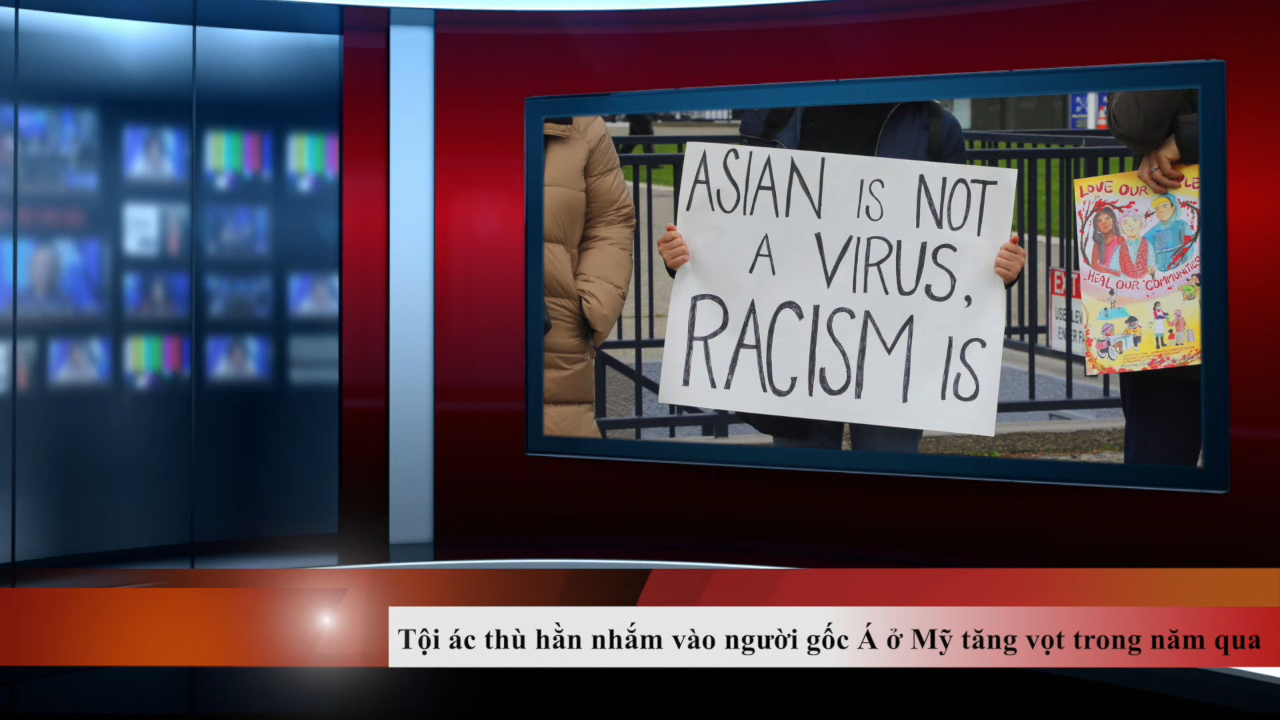 ASIAN IS NOT
A VIRUS,
RACISM IS
LOVE OUR
HEAL OUR COMMUNITIES
EXIT
Tội ác thù hằn nhắm vào người gốc Á ở Mỹ tăng vọt trong năm qua